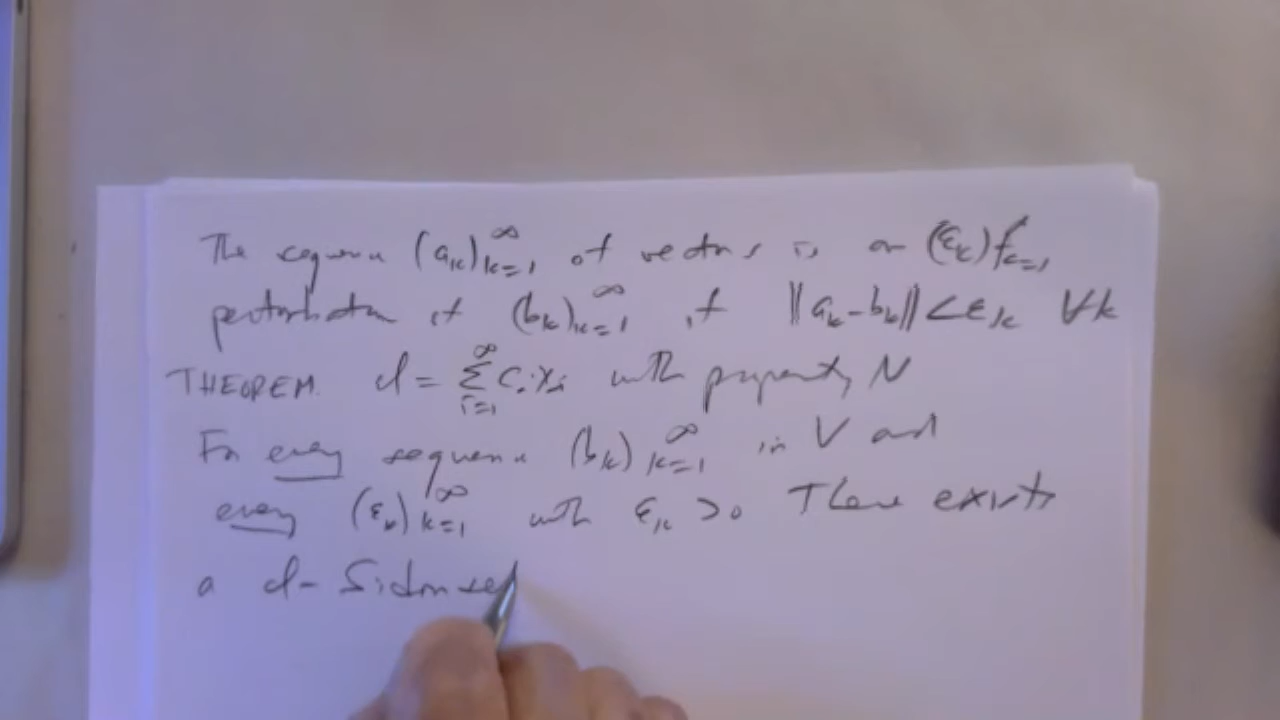 The sequence (a_k)_{k=1}^∞ of vectors is an (ε_k)_{k=1}^∞
perturbation of (b_k)_{k=1}^∞ if ||a_k - b_k|| < ε_k ∀k
THEOREM. φ = Σ_{i=1}^∞ c_i x_i with property N
For every sequence (b_k)_{k=1}^∞ in V and
every (ε_k)_{k=1}^∞ with ε_k > 0 There exists
a φ-Sidon set